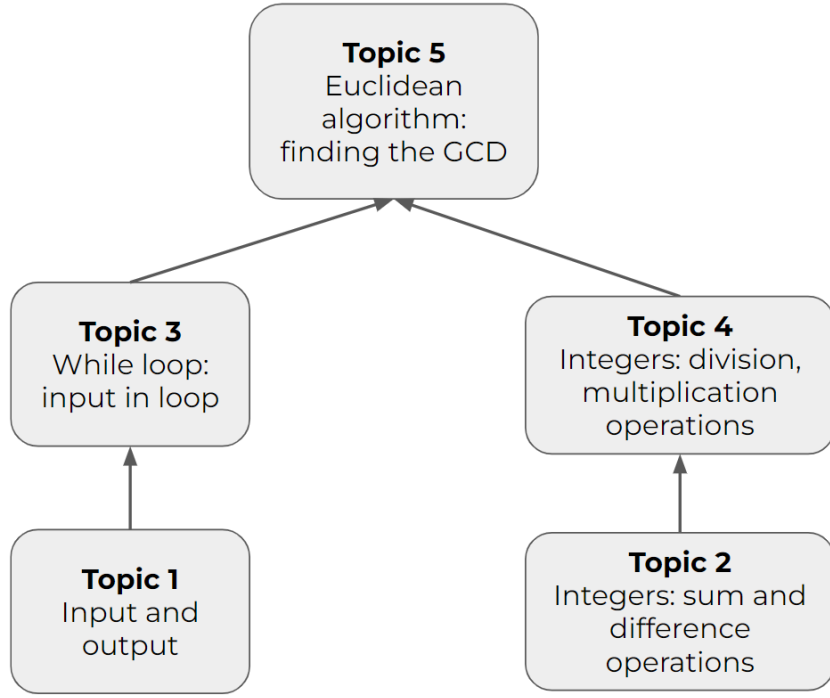 Topic 5
Euclidean
algorithm:
finding the GCD
Topic 3
While loop:
input in loop
Topic 4
Integers: division,
multiplication
operations
Topic 1
Input and
output
Topic 2
Integers: sum and
difference
operations